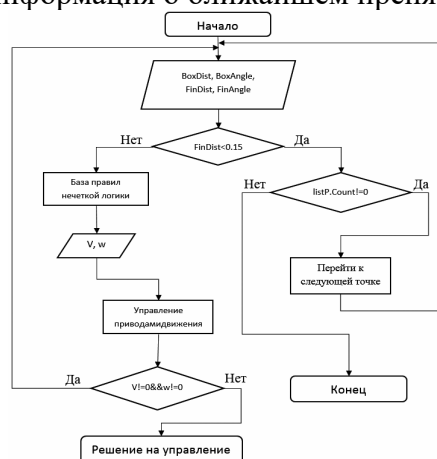 нформация о ближайшем препя
Начало
BoxDist, BoxAngle,
FinDist, FinAngle
FinDist<0.15
Нет
Да
База правил
нечеткой логики
listP.Count!=0
Нет
Да
V, w
Перейти к
следующей точке
Управление
приводамидвижения
V!=0&&w!=0
Да
Нет
Конец
Решение на управление